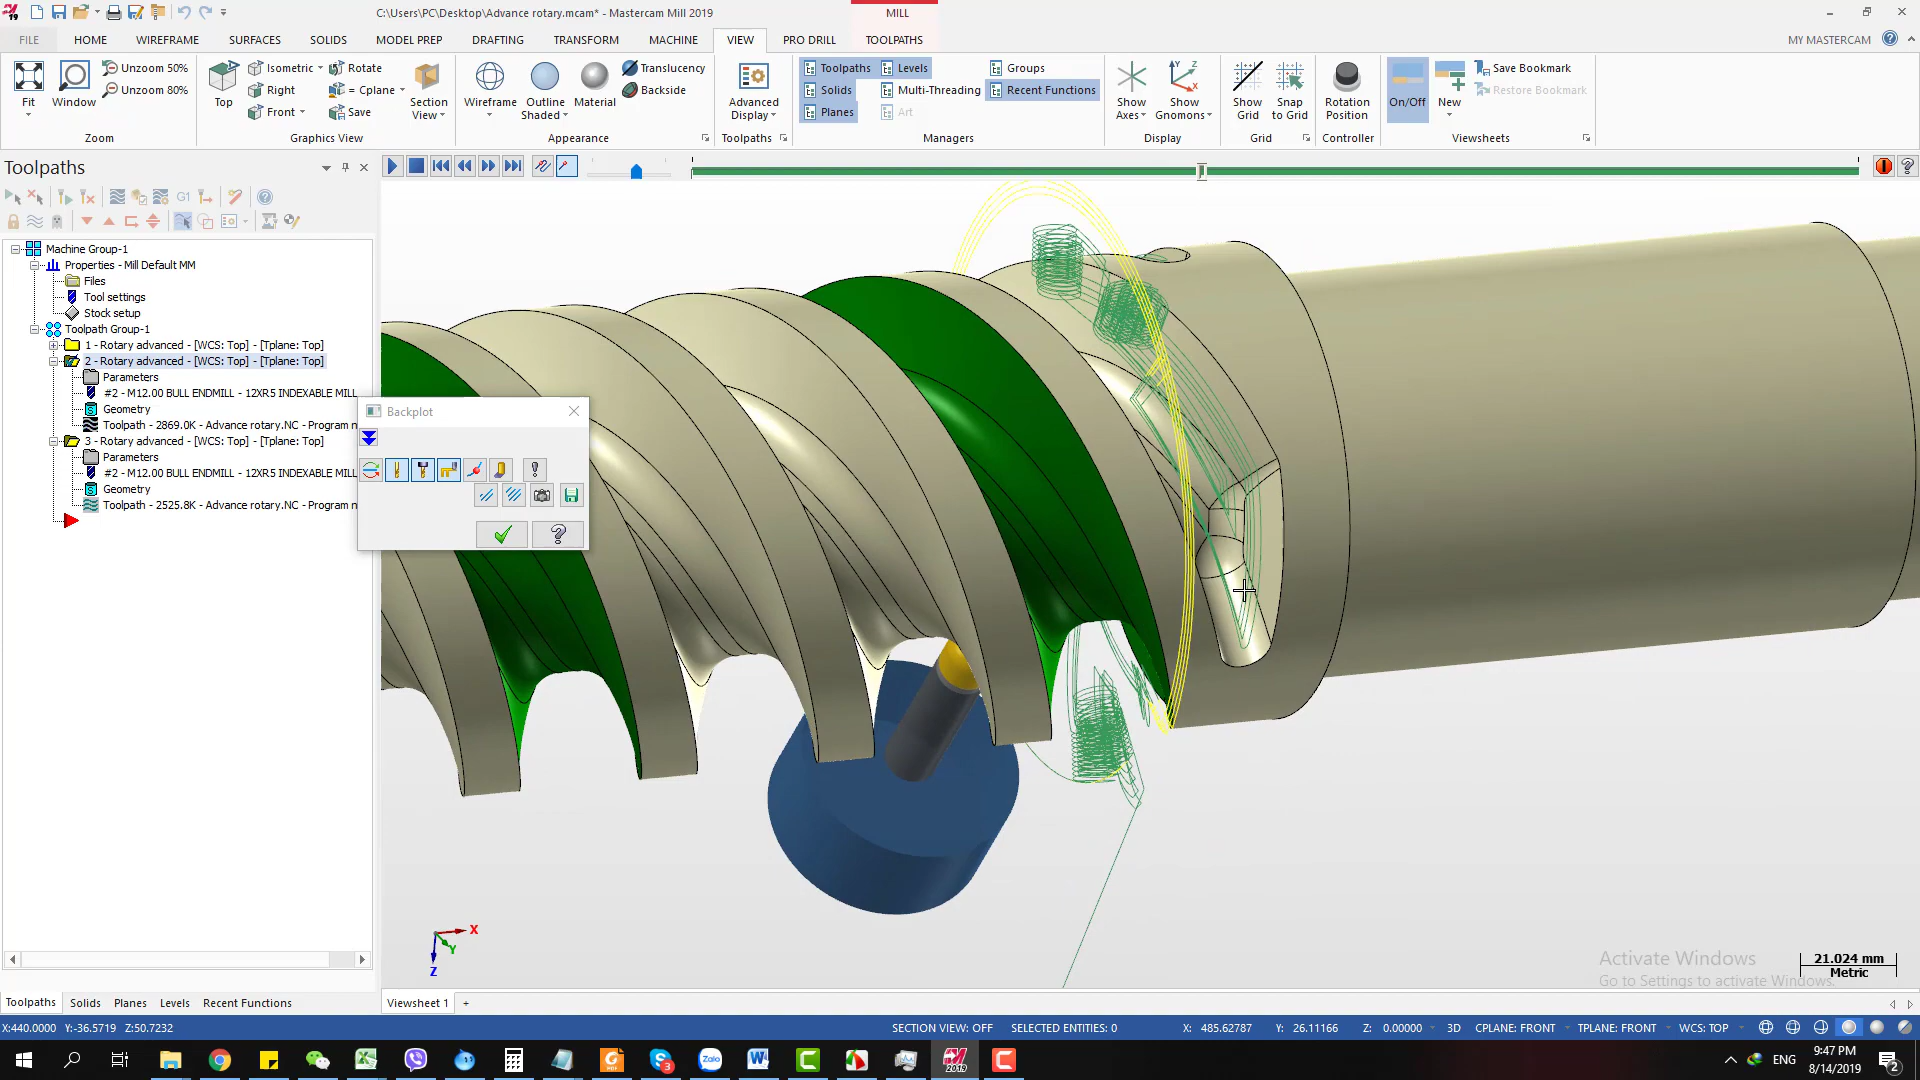 C:\Users\PC\Desktop\Advance rotary.mcam* - Mastercam Mill 2019
MILL
FILE
HOME
WIREFRAME
SURFACES
SOLIDS
MODEL PREP
DRAFTING
TRANSFORM
MACHINE
VIEW
PRO DRILL
TOOLPATHS
MY MASTERCAM
Fit
Window
Unzoom 50%
Unzoom 80%
Zoom
Top
Isometric
Right
Front
Rotate
= Cplane
Save
Section View
Graphics View
Wireframe
Outline Shaded
Material
Translucency
Backside
Appearance
Advanced Display
Toolpaths
Toolpaths
Solids
Planes
Levels
Multi-Threading
Art
Groups
Recent Functions
Managers
Show Axes
Show Gnomons
Display
Show Grid
Snap to Grid
Grid
Rotation Position
Controller
On/Off
New
Save Bookmark
Restore Bookmark
Viewsheets
Toolpaths
G1
Machine Group-1
Properties - Mill Default MM
Files
Tool settings
Stock setup
Toolpath Group-1
1 - Rotary advanced - [WCS: Top] - [Tplane: Top]
2 - Rotary advanced - [WCS: Top] - [Tplane: Top]
Parameters
#2 - M12.00 BULL ENDMILL - 12XR5 INDEXABLE MILL
Geometry
Toolpath - 2869.0K - Advance rotary.NC - Program n
3 - Rotary advanced - [WCS: Top] - [Tplane: Top]
Parameters
#2 - M12.00 BULL ENDMILL - 12XR5 INDEXABLE MILL
Geometry
Toolpath - 2525.8K - Advance rotary.NC - Program n
Backplot
X
Y
Z
Activate Windows
Go to Settings to activate Windows.
21.024 mm
Metric
Toolpaths
Solids
Planes
Levels
Recent Functions
Viewsheet 1
+
X:440.0000 Y:-36.5719 Z:50.7232
SECTION VIEW: OFF
SELECTED ENTITIES: 0
X: 485.62787
Y: 26.11166
Z: 0.00000
3D
CPLANE: FRONT
TPLANE: FRONT
WCS: TOP
ENG
9:47 PM
8/14/2019